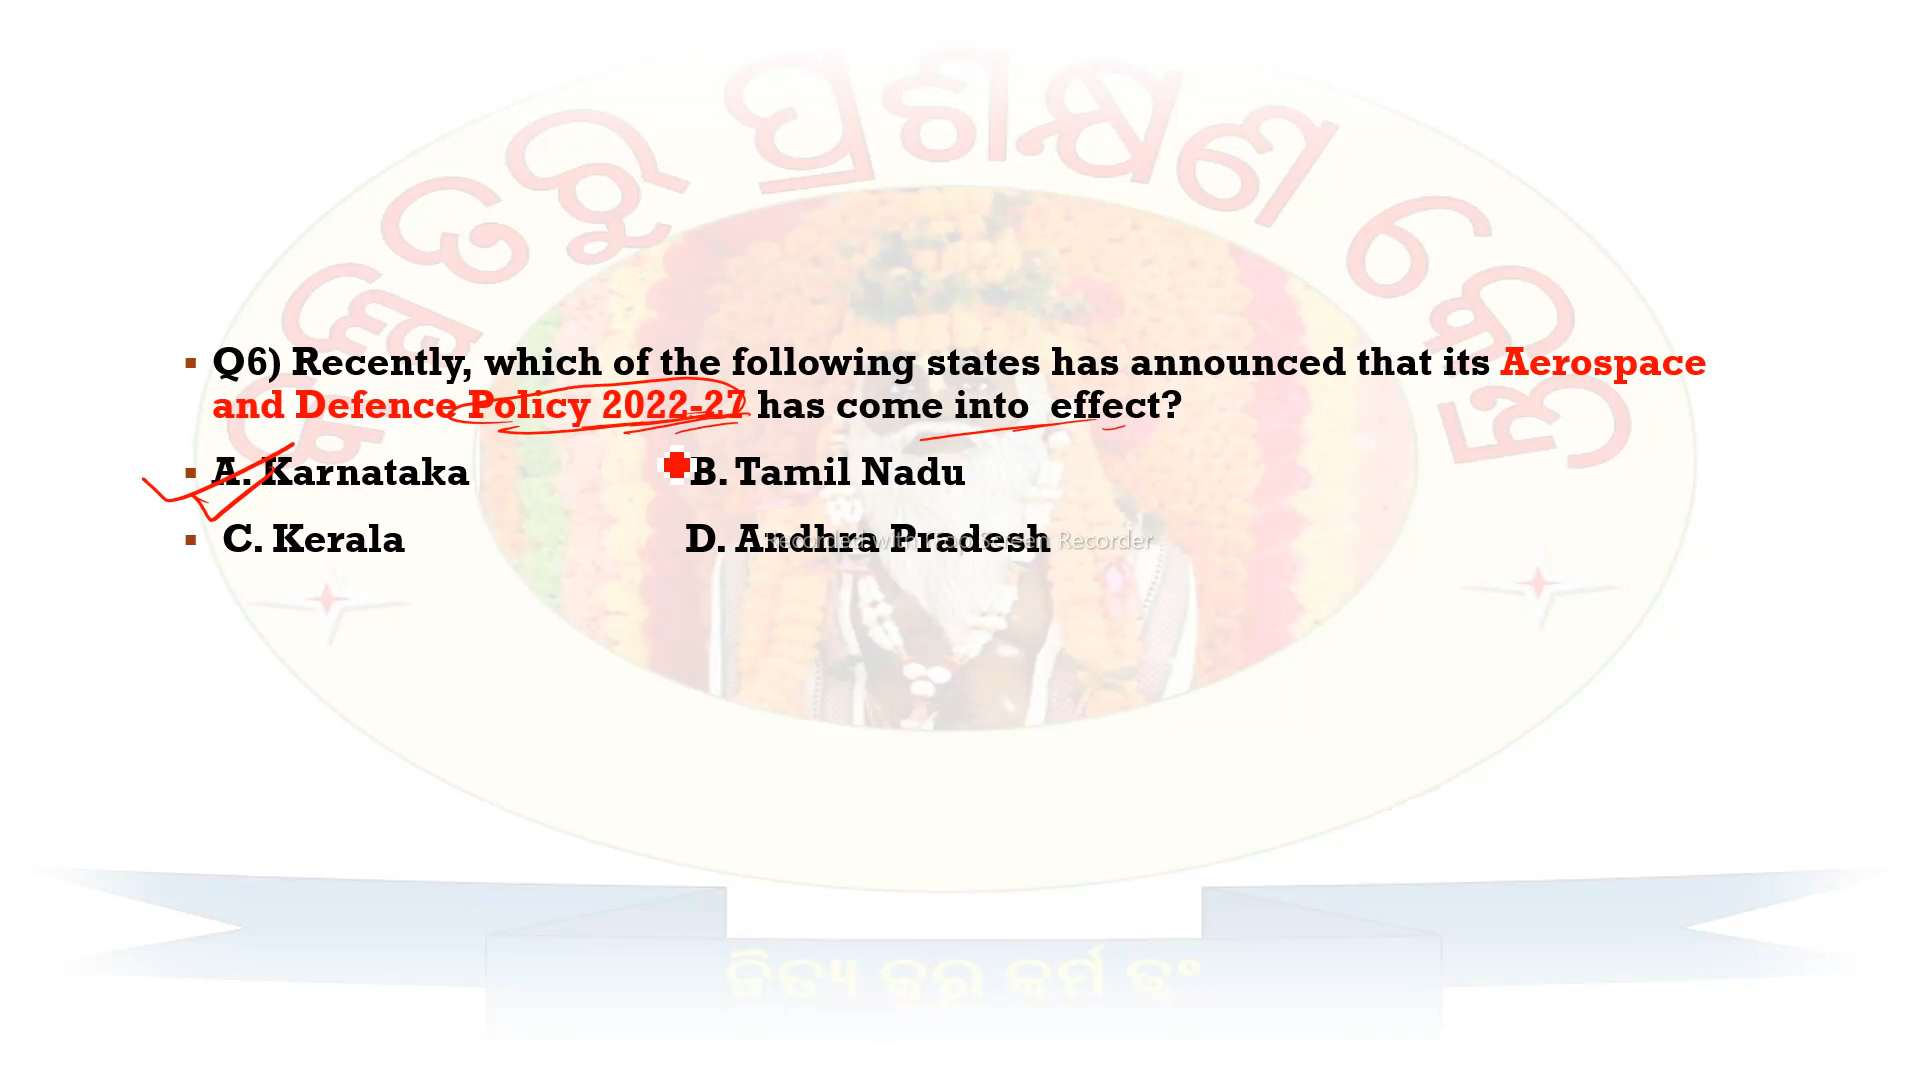 Q6) Recently, which of the following states has announced that its Aerospace
and Defence Policy 2022-27 has come into effect?
A. Karnataka B. Tamil Nadu
C. Kerala D. Andhra Pradesh